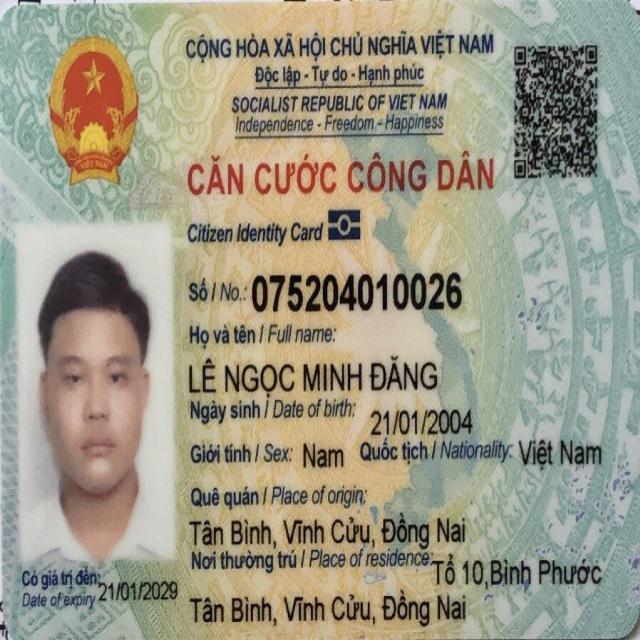 CỘNG HÒA XÃ HỘI CHỦ NGHĨA VIỆT NAM
Độc lập - Tự do - Hạnh phúc
SOCIALIST REPUBLIC OF VIET NAM
Independence - Freedom - Happiness
CĂN CƯỚC CÔNG DÂN
Citizen Identity Card
Số / No.: 075204010026
Họ và tên / Full name:
LÊ NGỌC MINH ĐĂNG
Ngày sinh / Date of birth: 21/01/2004
Giới tính / Sex: Nam Quốc tịch / Nationality: Việt Nam
Quê quán / Place of origin:
Tân Bình, Vĩnh Cửu, Đồng Nai
Nơi thường trú / Place of residence: Tổ 10,Bình Phước
Tân Bình, Vĩnh Cửu, Đồng Nai
Có giá trị đến: 21/01/2029
Date of expiry